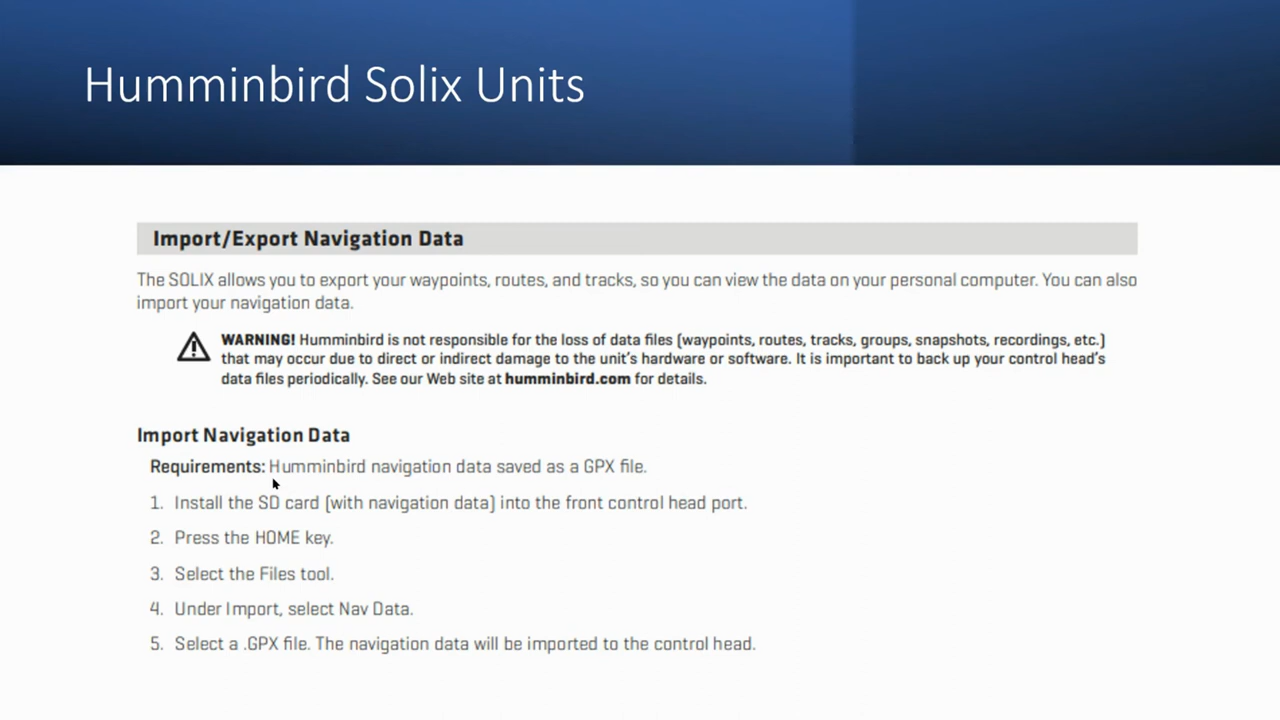 Humminbird Solix Units
Import/Export Navigation Data
The SOLIX allows you to export your waypoints, routes, and tracks, so you can view the data on your personal computer. You can also
import your navigation data.
WARNING! Humminbird is not responsible for the loss of data files (waypoints, routes, tracks, groups, snapshots, recordings, etc.)
that may occur due to direct or indirect damage to the unit's hardware or software. It is important to back up your control head's
data files periodically. See our Web site at humminbird.com for details.
Import Navigation Data
Requirements: Humminbird navigation data saved as a GPX file.
1. Install the SD card (with navigation data) into the front control head port.
2. Press the HOME key.
3. Select the Files tool.
4. Under Import, select Nav Data.
5. Select a .GPX file. The navigation data will be imported to the control head.